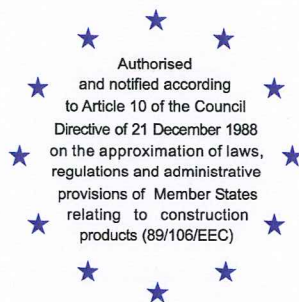 Authorised
and notified according
to Article 10 of the Council
Directive of 21 December 1988
on the approximation of laws,
regulations and administrative
provisions of Member States
relating to construction
products (89/106/EEC)